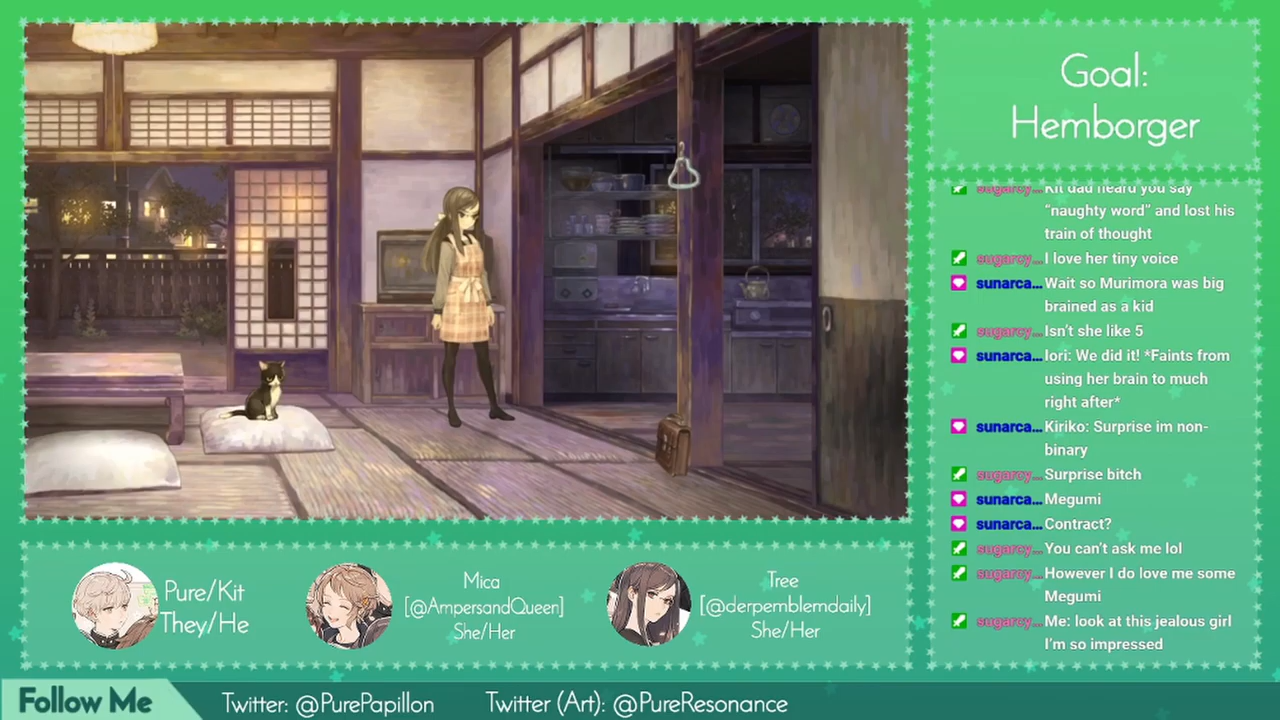 Goal:
Hemborger
sugarcy... Kit dad heard you say
"naughty word" and lost his
train of thought
sugarcy... I love her tiny voice
sunarca... Wait so Murimora was big
brained as a kid
sugarcy... Isn't she like 5
sunarca... Iori: We did it! *Faints from
using her brain to much
right after*
sunarca... Kiriko: Surprise im non-
binary
sugarcy... Surprise bitch
sunarca... Megumi
sunarca... Contract?
sugarcy... You can't ask me lol
sugarcy... However I do love me some
Megumi
sugarcy... Me: look at this jealous girl
I'm so impressed
Pure/Kit
They/He
Mica
[@AmpersandQueen]
She/Her
Tree
[@derpemblemdaily]
She/Her
Follow Me
Twitter: @PurePapillon
Twitter (Art): @PureResonance